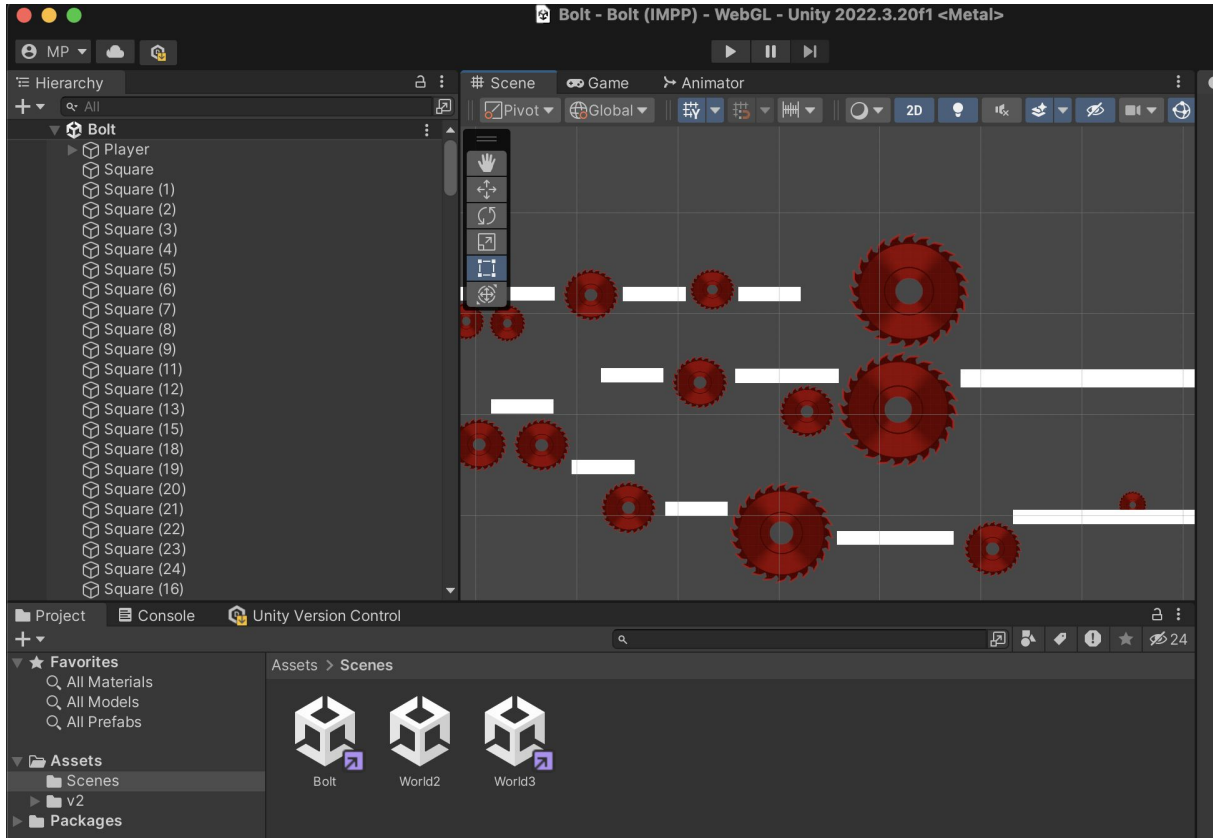 Bolt - Bolt (IMPP) - WebGL - Unity 2022.3.20f1 <Metal>
MP
Hierarchy
All
Bolt
Player
Square
Square (1)
Square (2)
Square (3)
Square (4)
Square (5)
Square (6)
Square (7)
Square (8)
Square (9)
Square (11)
Square (12)
Square (13)
Square (15)
Square (18)
Square (19)
Square (20)
Square (21)
Square (22)
Square (23)
Square (24)
Square (16)
Scene Game Animator
Pivot Global 2D
Project Console Unity Version Control
24
Favorites
All Materials
All Models
All Prefabs
Assets
Scenes
v2
Packages
Assets > Scenes
Bolt World2 World3